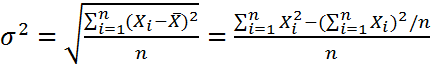 σ² = √(∑ᵢ₌₁ⁿ(Xᵢ−X̄)² / n) = (∑ᵢ₌₁ⁿ Xᵢ² −(∑ᵢ₌₁ⁿ Xᵢ)²/n) / n